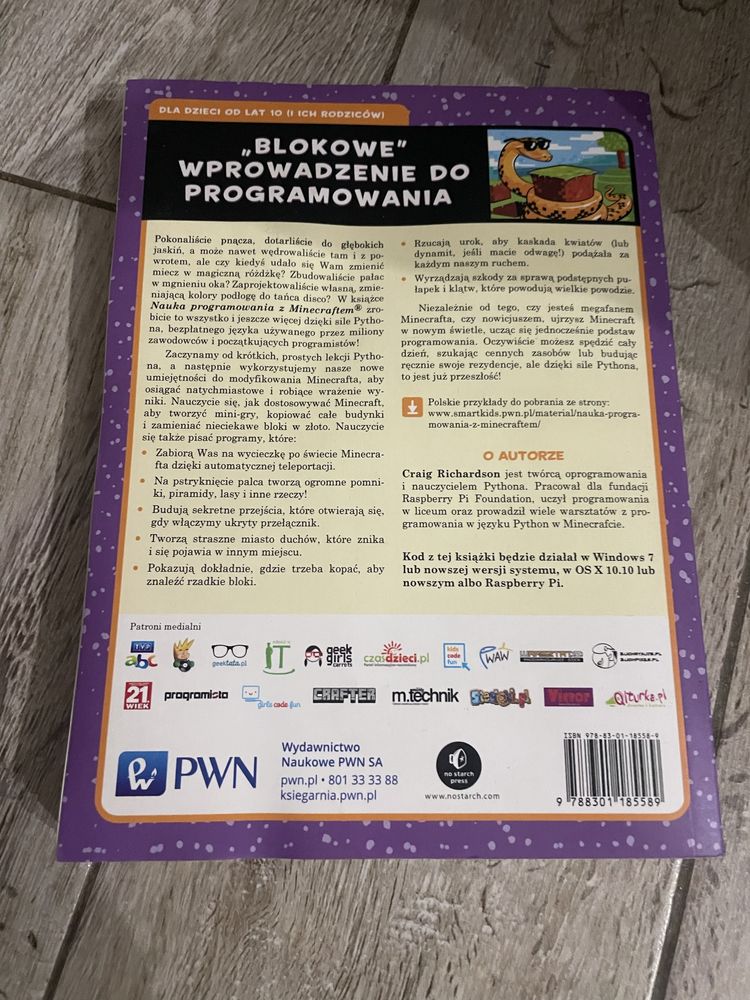 DLA DZIECI OD LAT 10 (I ICH RODZICÓW)
„BLOKOWE”
WPROWADZENIE DO
PROGRAMOWANIA
Pokonaliście pnącza, dotarliście do głębokich
jaskiń, a może nawet wędrowaliście tam i z po-
wrotem, ale czy kiedyś udało się Wam zmienić
miecz w magiczną różdżkę? Zbudowaliście pałac
w mgnieniu oka? Zaprojektowaliście własną, zmie-
niającą kolory podłogę do tańca disco? W książce
Nauka programowania z Minecraftem® zro-
bicie to wszystko i jeszcze więcej dzięki sile Pytho-
na, bezpłatnego języka używanego przez miliony
zawodowców i początkujących programistów!
Zaczynamy od krótkich, prostych lekcji Pytho-
na, a następnie wykorzystujemy nasze nowe
umiejętności do modyfikowania Minecrafta, aby
osiągać natychmiastowe i robiące wrażenie wy-
niki. Nauczycie się, jak dostosowywać Minecraft,
aby tworzyć mini-gry, kopiować całe budynki
i zamieniać nieciekawe bloki w złoto. Nauczycie
się także pisać programy, które:
• Zabiorą Was na wycieczkę po świecie Minecra-
fta dzięki automatycznej teleportacji.
• Na pstryknięcie palca tworzą ogromne pomni-
ki, piramidy, lasy i inne rzeczy!
• Budują sekretne przejścia, które otwierają się,
gdy włączymy ukryty przełącznik.
• Tworzą straszne miasto duchów, które znika
i się pojawia w innym miejscu.
• Pokazują dokładnie, gdzie trzeba kopać, aby
znaleźć rzadkie bloki.
• Rzucają urok, aby kaskada kwiatów (lub
dynamit, jeśli macie odwagę!) podążała za
każdym naszym ruchem.
• Wyrządzają szkody za sprawą podstępnych pu-
łapek i klątw, które powodują wielkie powodzie.
Niezależnie od tego, czy jesteś megafanem
Minecrafta, czy nowicjuszem, ujrzysz Minecraft
w nowym świetle, ucząc się jednocześnie podstaw
programowania. Oczywiście możesz spędzić cały
dzień, szukając cennych zasobów lub budując
ręcznie swoje rezydencje, ale dzięki sile Pythona,
to jest już przeszłość!
Polskie przykłady do pobrania ze strony:
www.smartkids.pwn.pl/material/nauka-progra-
mowania-z-minecraftem/
O AUTORZE
Craig Richardson jest twórcą oprogramowania
i nauczycielem Pythona. Pracował dla fundacji
Raspberry Pi Foundation, uczył programowania
w liceum oraz prowadził wiele warsztatów z pro-
gramowania w języku Python w Minecrafcie.
Kod z tej książki będzie działał w Windows 7
lub nowszej wersji systemu, w OS X 10.10 lub
nowszym albo Raspberry Pi.
Patroni medialni
TVP abc
geeklata.pl
IT
geek girls carrots
czasdzieci.pl
kids code fun
PWAW
21 WIEK
programista
girls code fun
CRAFTER
m.technik
Victor
Qlturka.pl
PWN
Wydawnictwo
Naukowe PWN SA
pwn.pl • 801 33 33 88
ksiegarnia.pwn.pl
no starch
press
www.nostarch.com
ISBN 978-83-01-18558-9
9 788301 185589